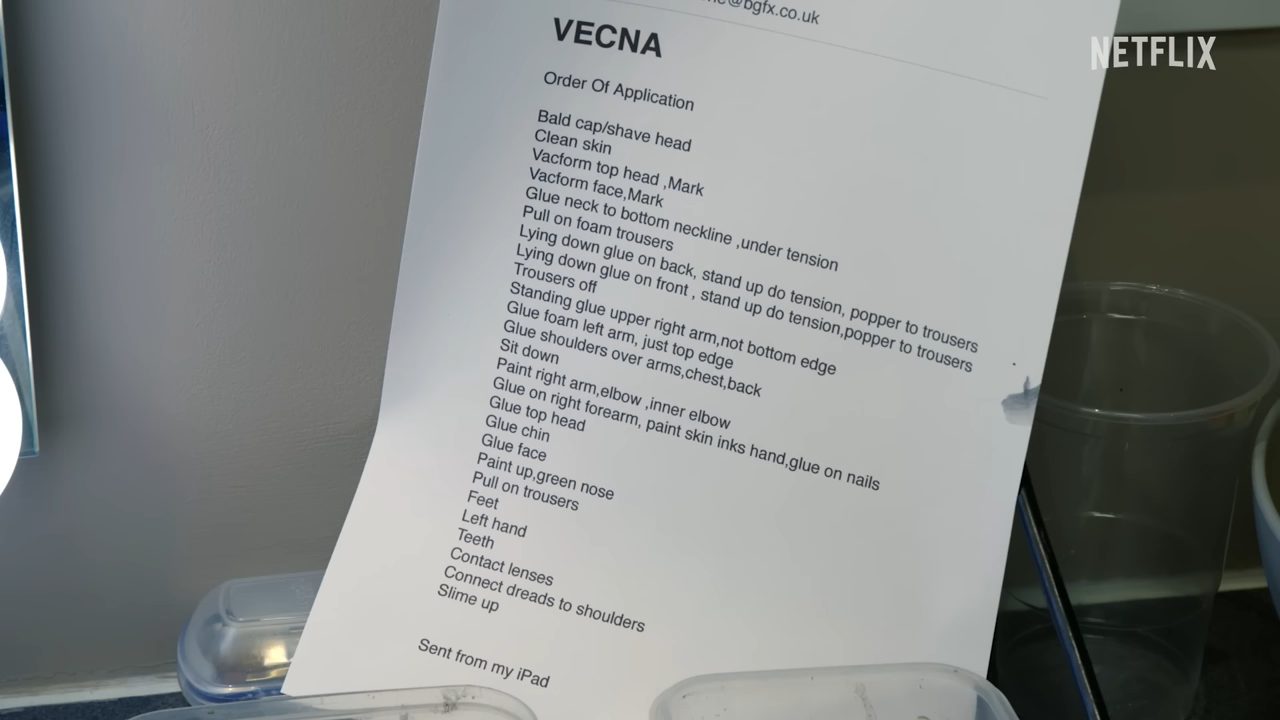 @bgfx.co.uk
NETFLIX
VECNA
Order Of Application
Bald cap/shave head
Clean skin
Vacform top head ,Mark
Vacform face,Mark
Glue neck to bottom neckline ,under tension
Pull on foam trousers
Lying down glue on back, stand up do tension, popper to trousers
Lying down glue on front , stand up do tension,popper to trousers
Trousers off
Standing glue upper right arm,not bottom edge
Glue foam left arm, just top edge
Glue shoulders over arms,chest,back
Sit down
Paint right arm,elbow ,inner elbow
Glue on right forearm, paint skin inks hand,glue on nails
Glue top head
Glue chin
Glue face
Paint up,green nose
Pull on trousers
Feet
Left hand
Teeth
Contact lenses
Connect dreads to shoulders
Slime up
Sent from my iPad